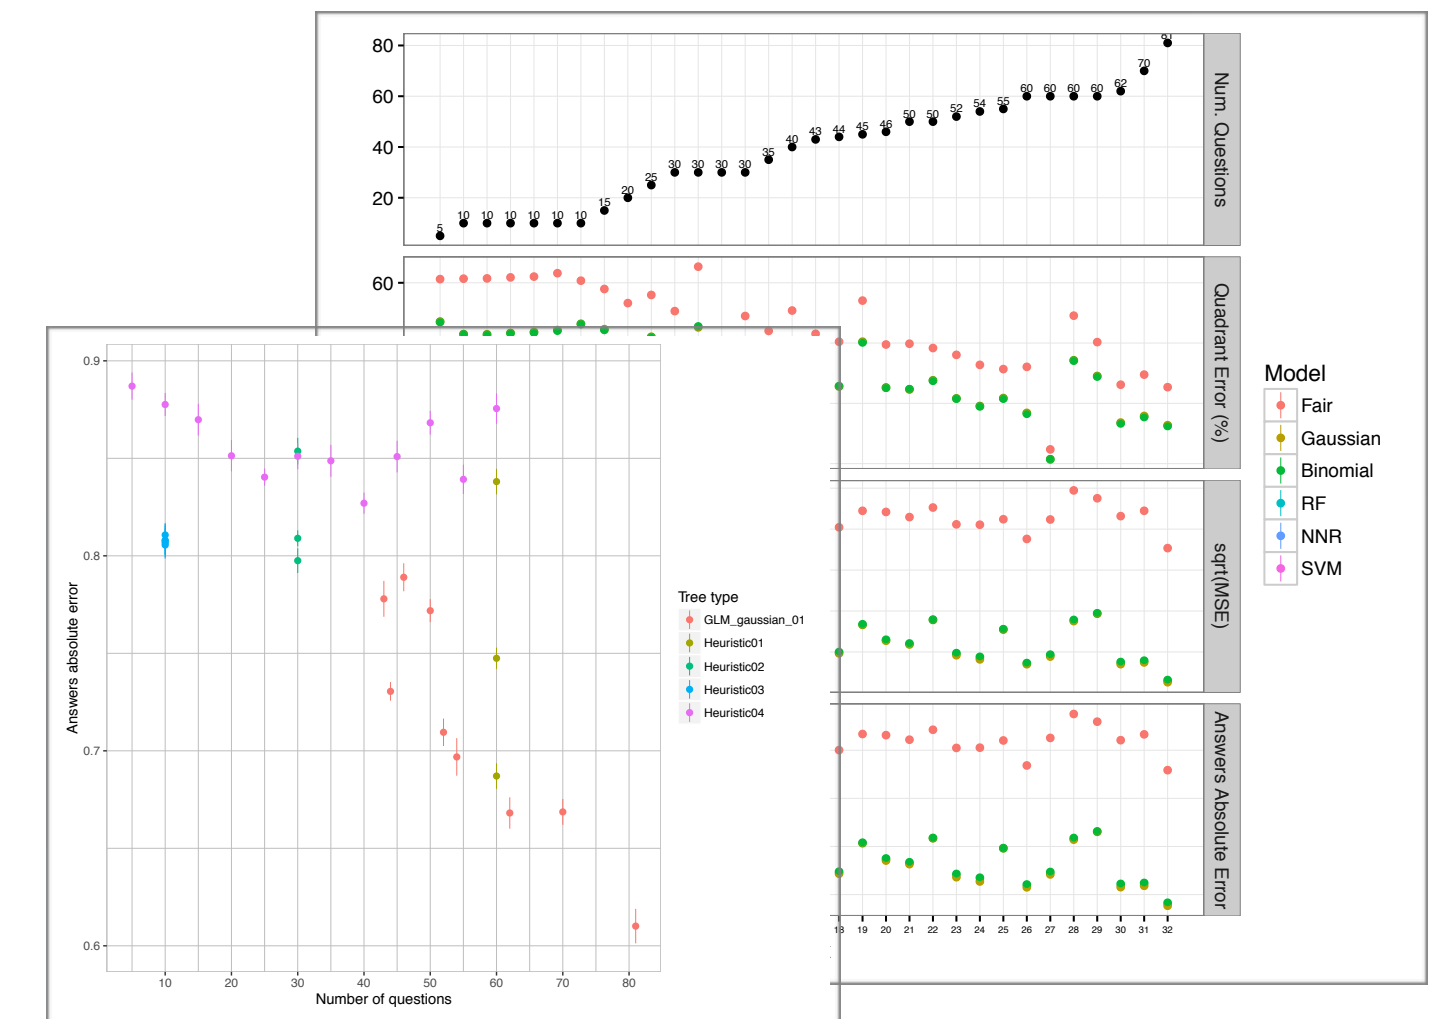 80
60
40
20
5
10 10 10 10 10 10
15
20
25
30 30 30 30
35
40
43
44
45
46
50 50
52
54
55
60 60 60 60
62
70
81
Num. Questions
60
Quadrant Error (%)
sqrt(MSE)
Answers Absolute Error
18 19 20 21 22 23 24 25 26 27 28 29 30 31 32
Model
Fair
Gaussian
Binomial
RF
NNR
SVM
0.9
0.8
0.7
0.6
Answers absolute error
10 20 30 40 50 60 70 80
Number of questions
Tree type
GLM_gaussian_01
Heuristic01
Heuristic02
Heuristic03
Heuristic04